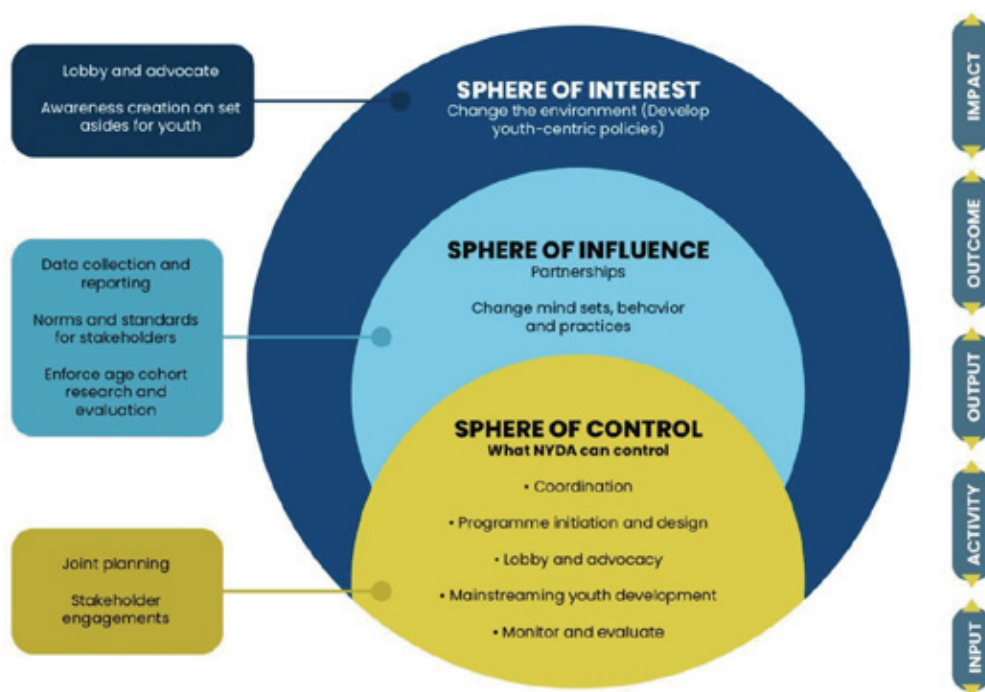 Lobby and advocate
Awareness creation on set
asides for youth
SPHERE OF INTEREST
Change the environment (Develop
youth-centric policies)
Data collection and
reporting
Norms and standards
for stakeholders
Enforce age cohort
research and
evaluation
SPHERE OF INFLUENCE
Partnerships
Change mind sets, behavior
and practices
Joint planning
Stakeholder
engagements
SPHERE OF CONTROL
What NYDA can control
• Coordination
• Programme initiation and design
• Lobby and advocacy
• Mainstreaming youth development
• Monitor and evaluate
IMPACT
OUTCOME
OUTPUT
ACTIVITY
INPUT